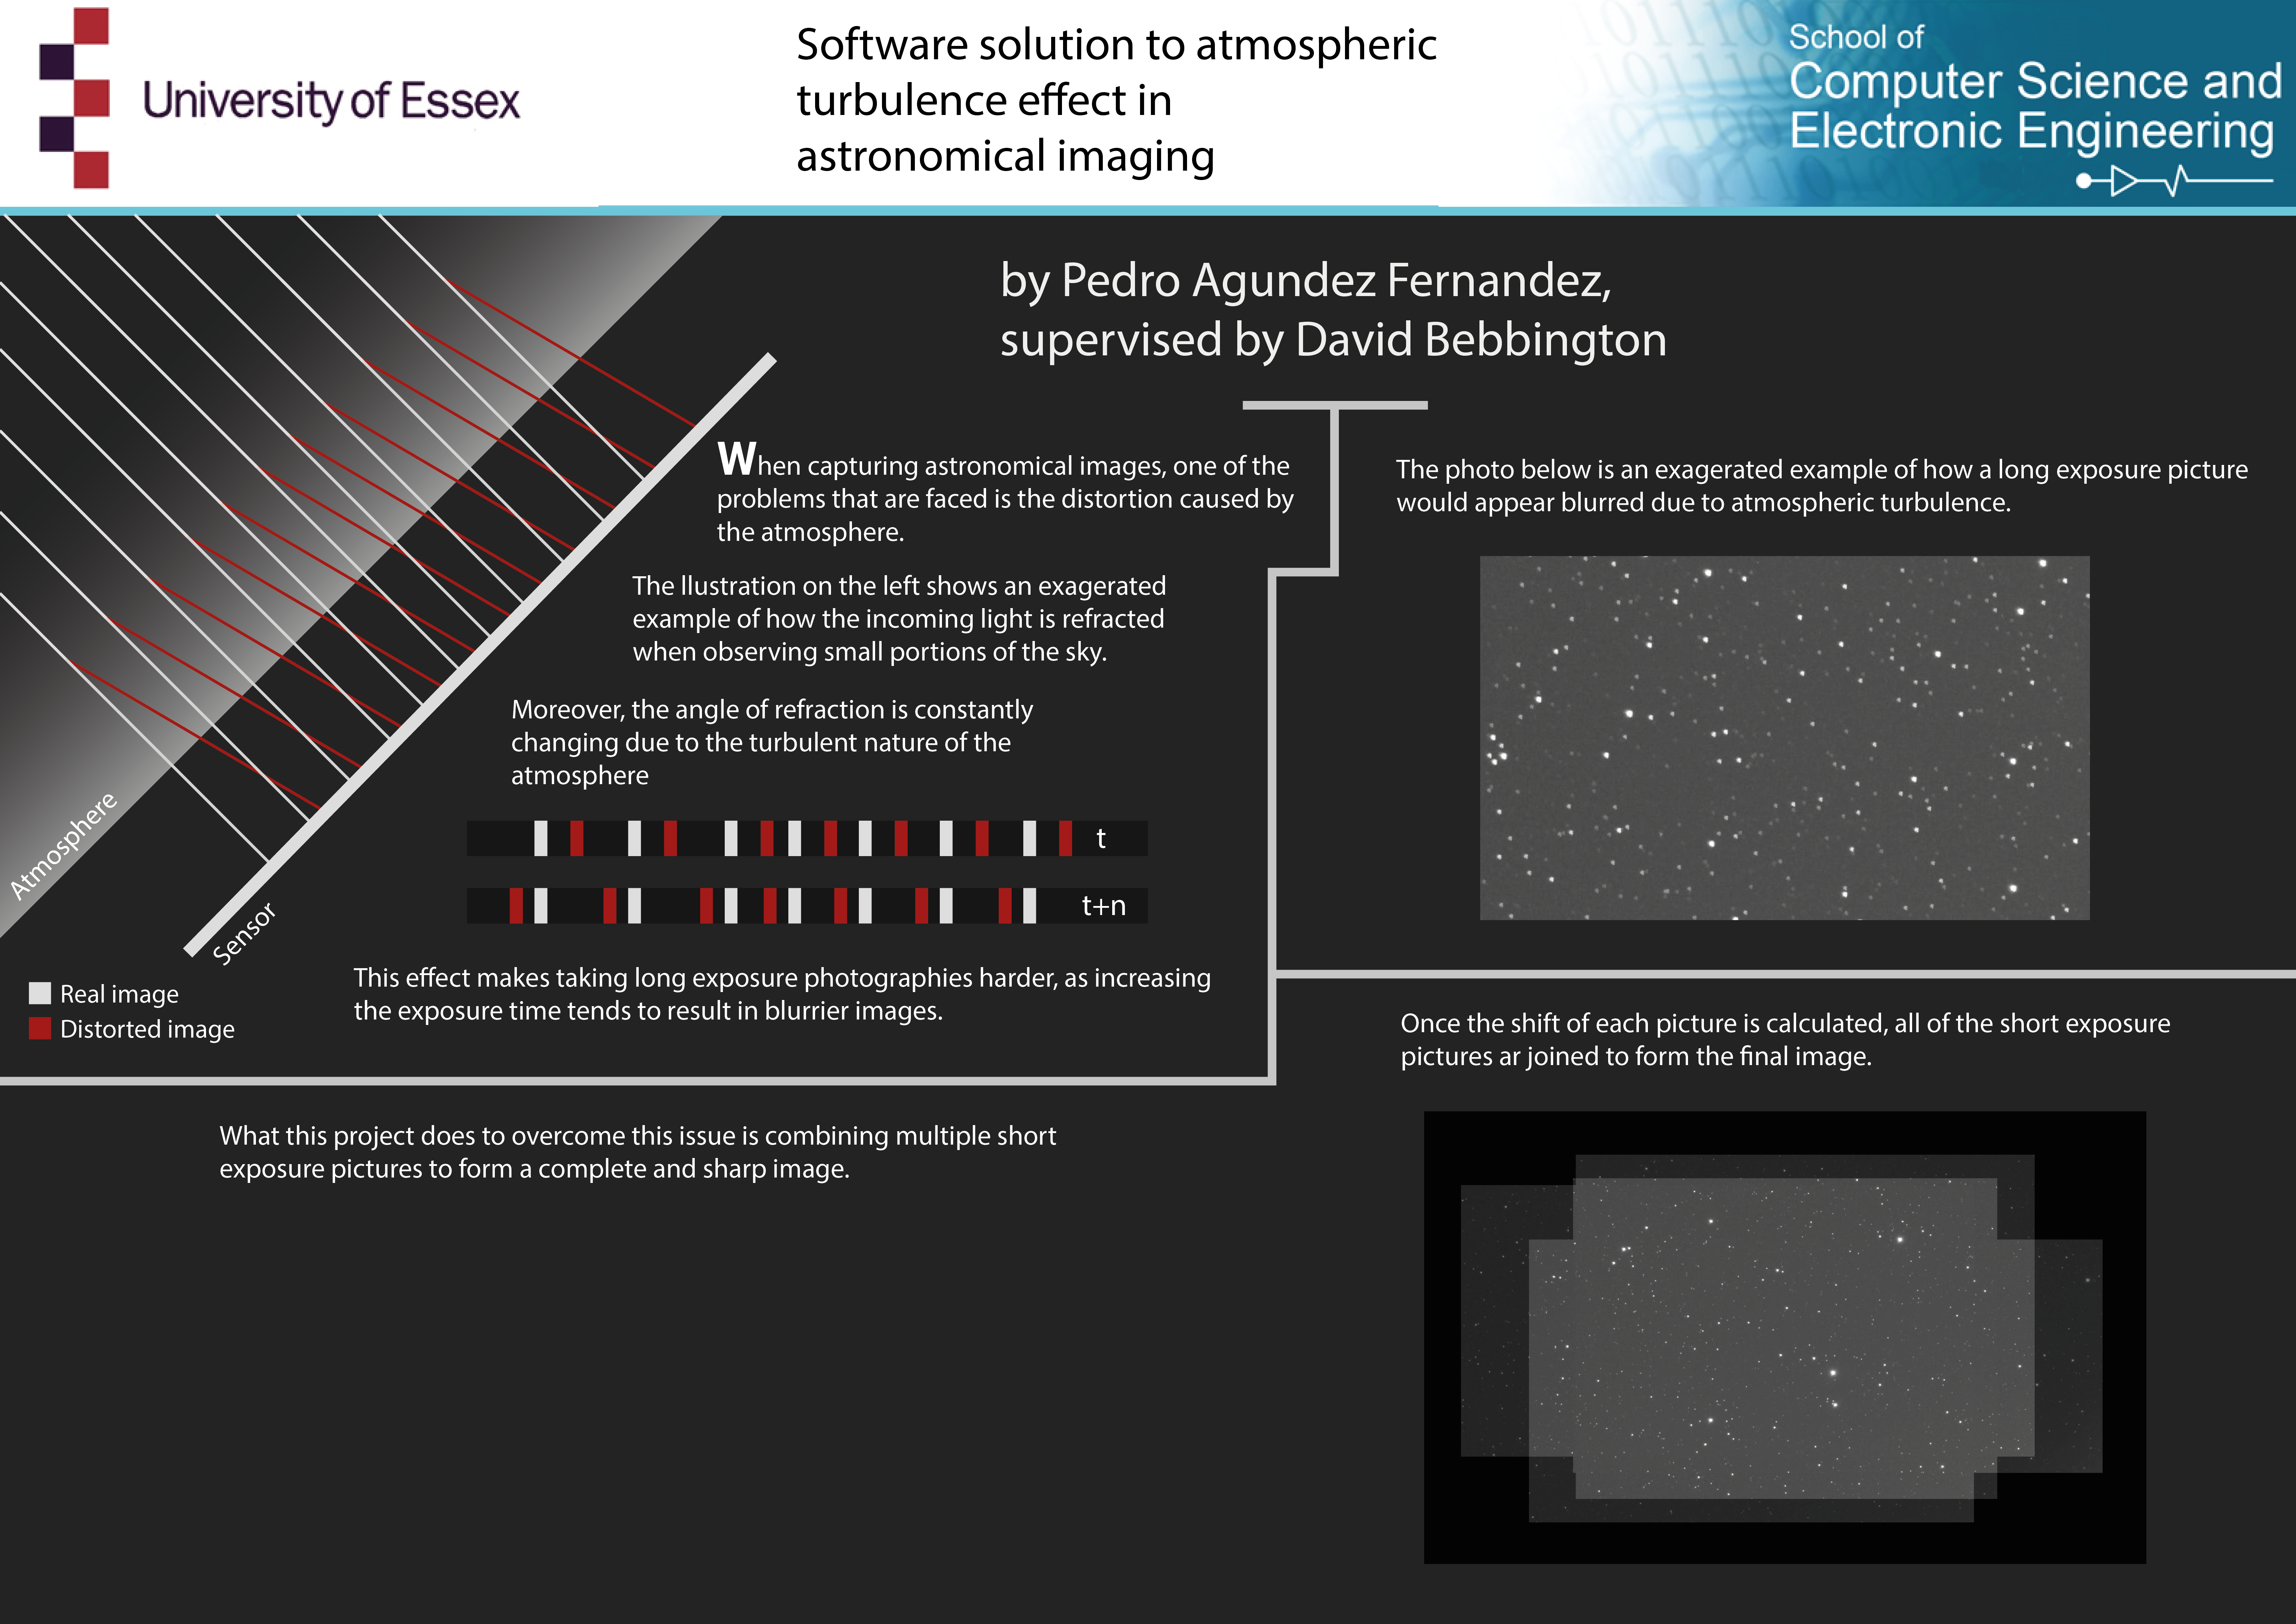 University of Essex
Software solution to atmospheric
turbulence effect in
astronomical imaging
School of
Computer Science and
Electronic Engineering
by Pedro Agundez Fernandez,
supervised by David Bebbington
When capturing astronomical images, one of the
problems that are faced is the distortion caused by
the atmosphere.
The llustration on the left shows an exagerated
example of how the incoming light is refracted
when observing small portions of the sky.
Moreover, the angle of refraction is constantly
changing due to the turbulent nature of the
atmosphere
t
t+n
Atmosphere
Sensor
Real image
Distorted image
This effect makes taking long exposure photographies harder, as increasing
the exposure time tends to result in blurrier images.
The photo below is an exagerated example of how a long exposure picture
would appear blurred due to atmospheric turbulence.
What this project does to overcome this issue is combining multiple short
exposure pictures to form a complete and sharp image.
Once the shift of each picture is calculated, all of the short exposure
pictures ar joined to form the final image.